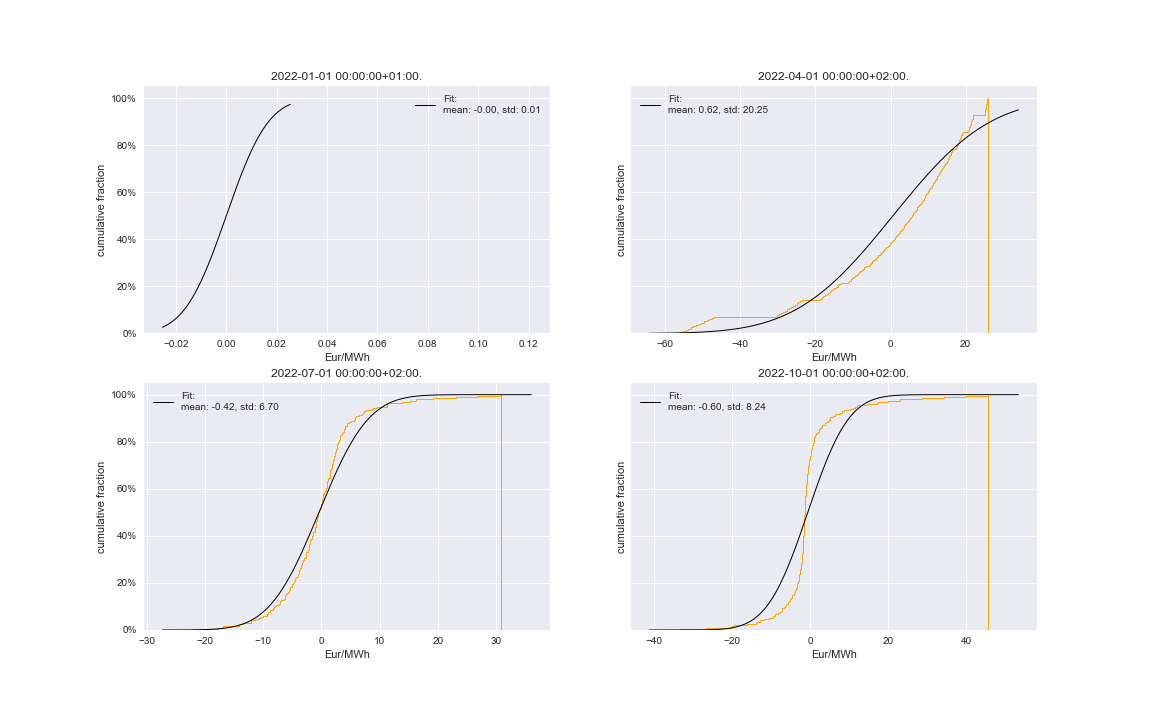 2022-01-01 00:00:00+01:00.
100%
80%
60%
40%
20%
0%
cumulative fraction
Fit:
mean: -0.00, std: 0.01
−0.02 0.00 0.02 0.04 0.06 0.08 0.10 0.12
Eur/MWh
2022-04-01 00:00:00+02:00.
Fit:
mean: 0.62, std: 20.25
cumulative fraction
−60 −40 −20 0 20
Eur/MWh
2022-07-01 00:00:00+02:00.
100%
80%
60%
40%
20%
0%
cumulative fraction
Fit:
mean: -0.42, std: 6.70
−30 −20 −10 0 10 20 30
Eur/MWh
2022-10-01 00:00:00+02:00.
Fit:
mean: -0.60, std: 8.24
cumulative fraction
−40 −20 0 20 40
Eur/MWh